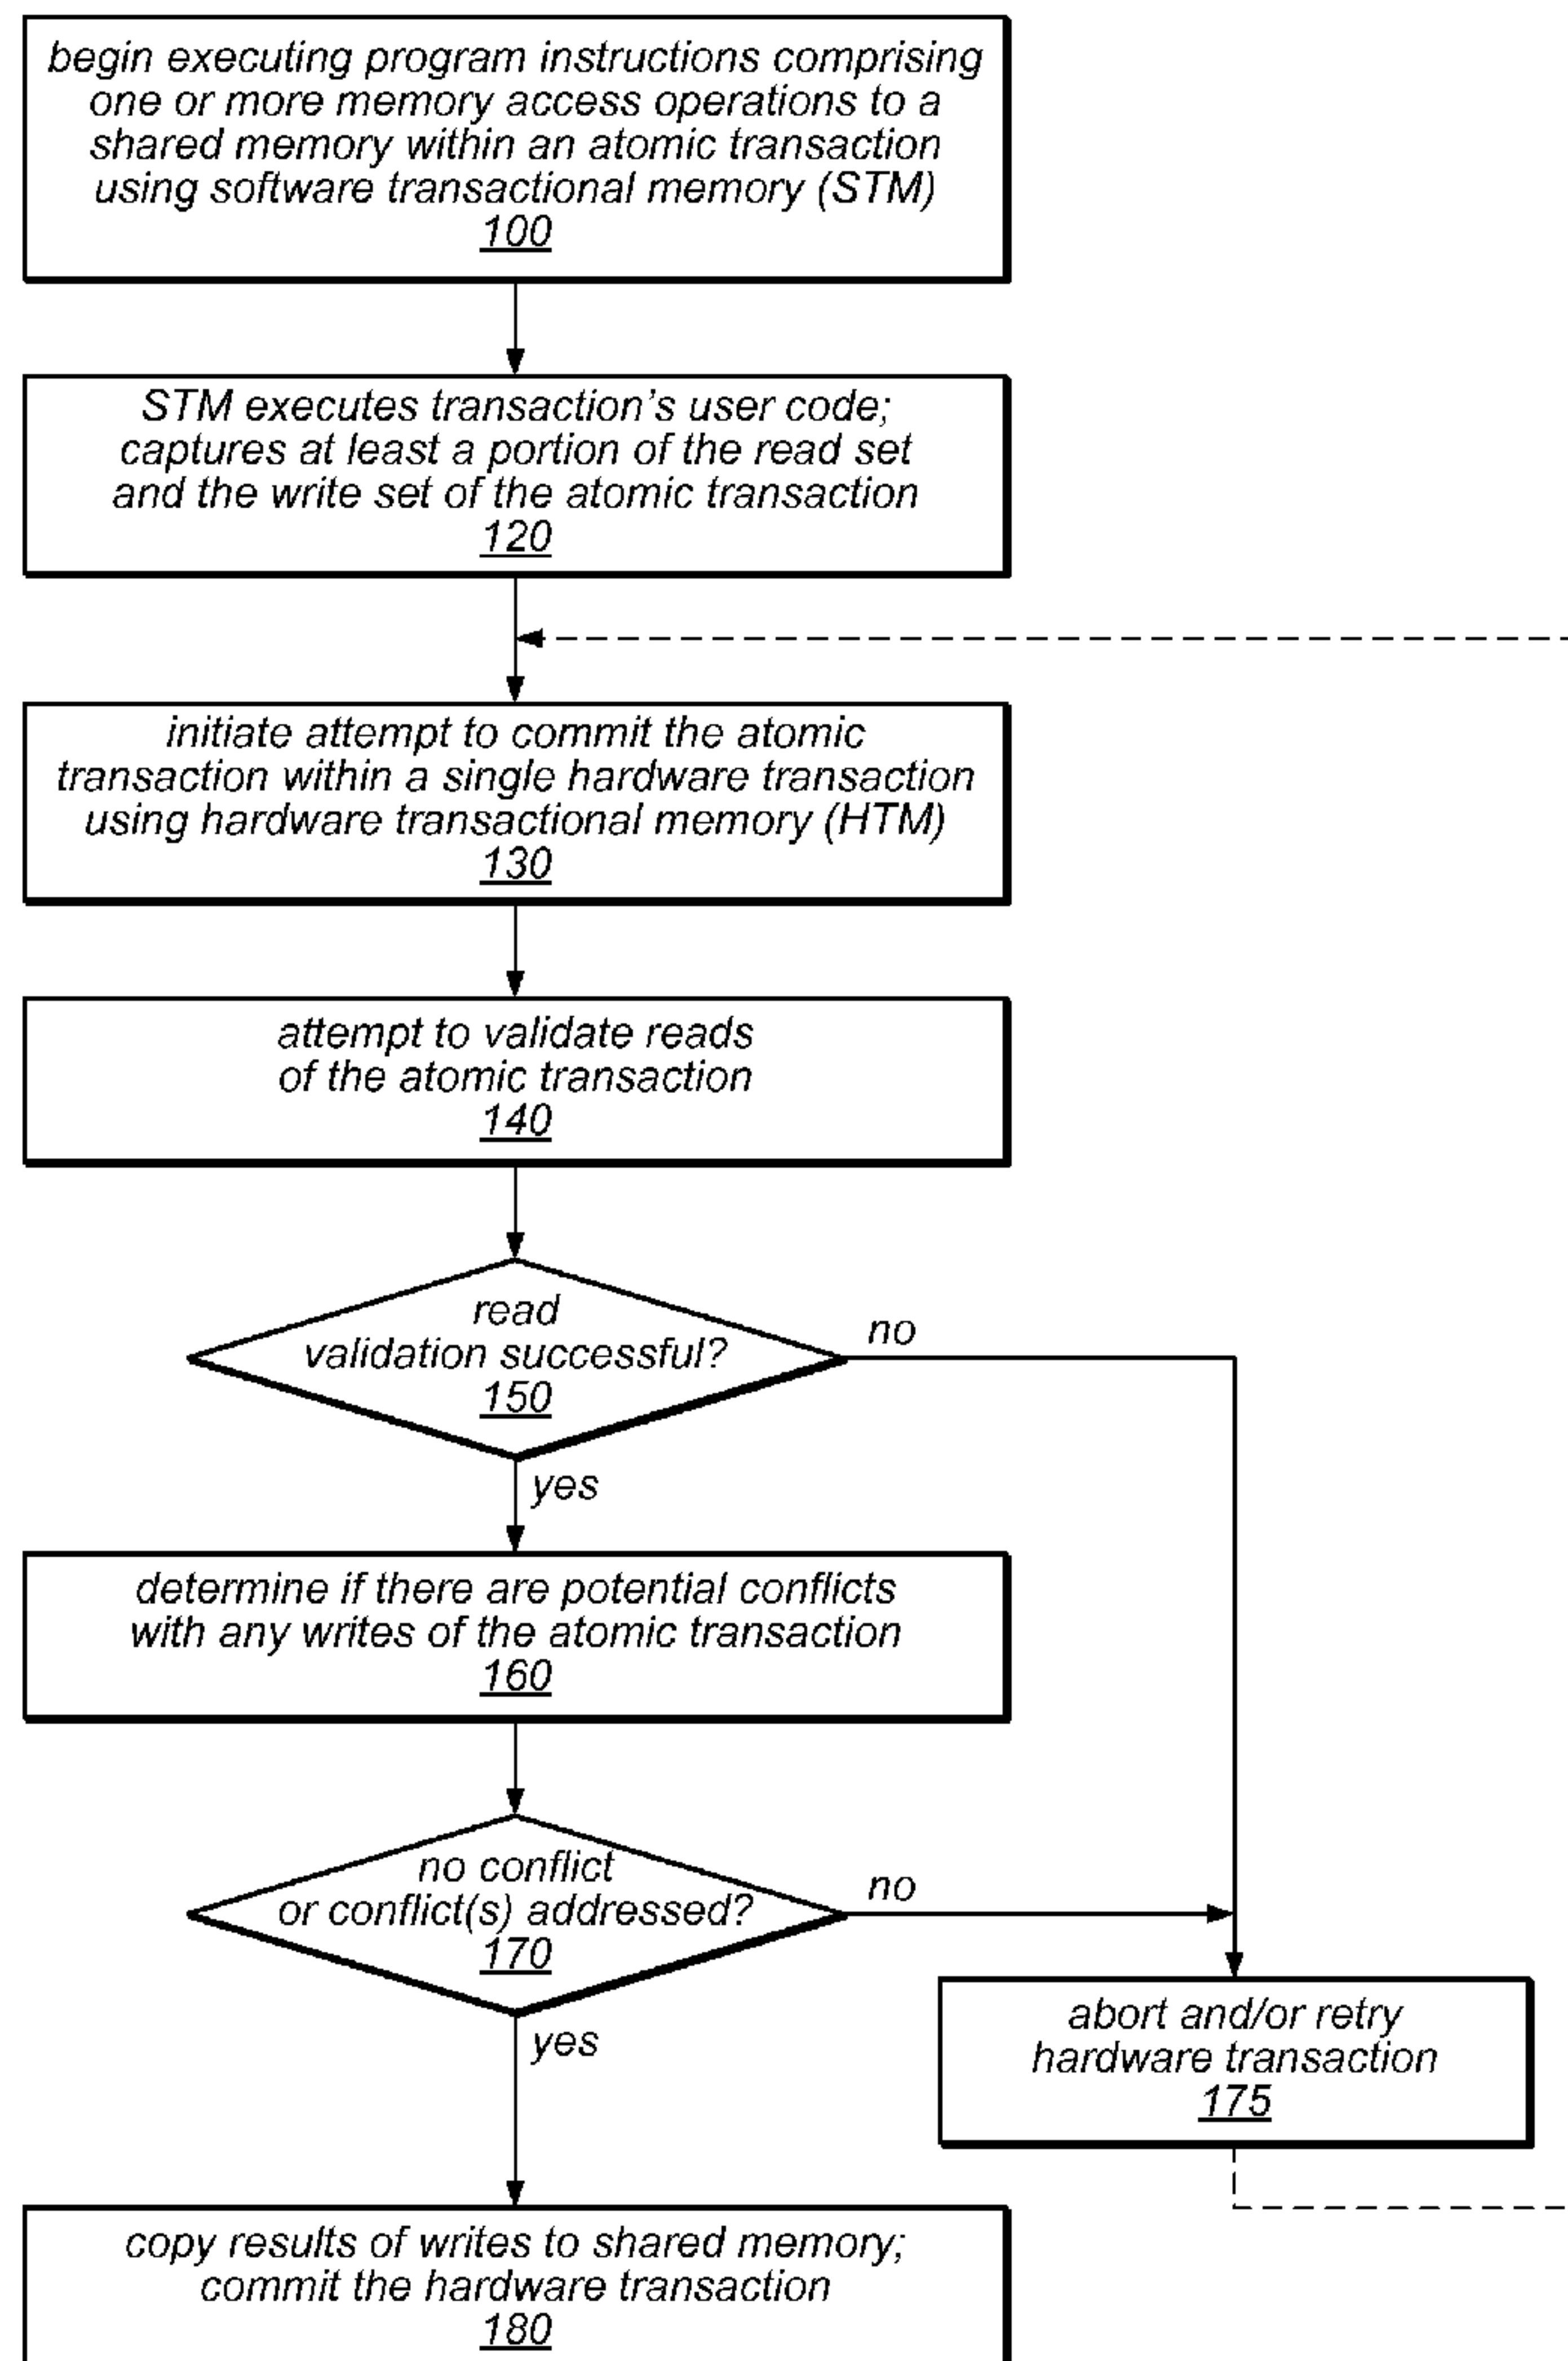 begin executing program instructions comprising
one or more memory access operations to a
shared memory within an atomic transaction
using software transactional memory (STM)
100
STM executes transaction's user code;
captures at least a portion of the read set
and the write set of the atomic transaction
120
initiate attempt to commit the atomic
transaction within a single hardware transaction
using hardware transactional memory (HTM)
130
attempt to validate reads
of the atomic transaction
140
read
validation successful?
150
no
yes
determine if there are potential conflicts
with any writes of the atomic transaction
160
no conflict
or conflict(s) addressed?
170
no
yes
abort and/or retry
hardware transaction
175
copy results of writes to shared memory;
commit the hardware transaction
180